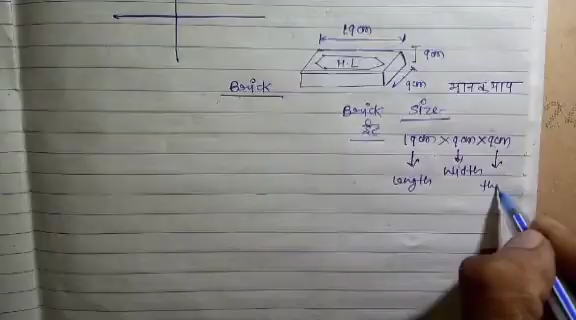 19cm
9cm
H.L
9cm
Brick
मानक माप
Brick Size
ईंट
19cm × 9cm × 9cm
Length
width
th